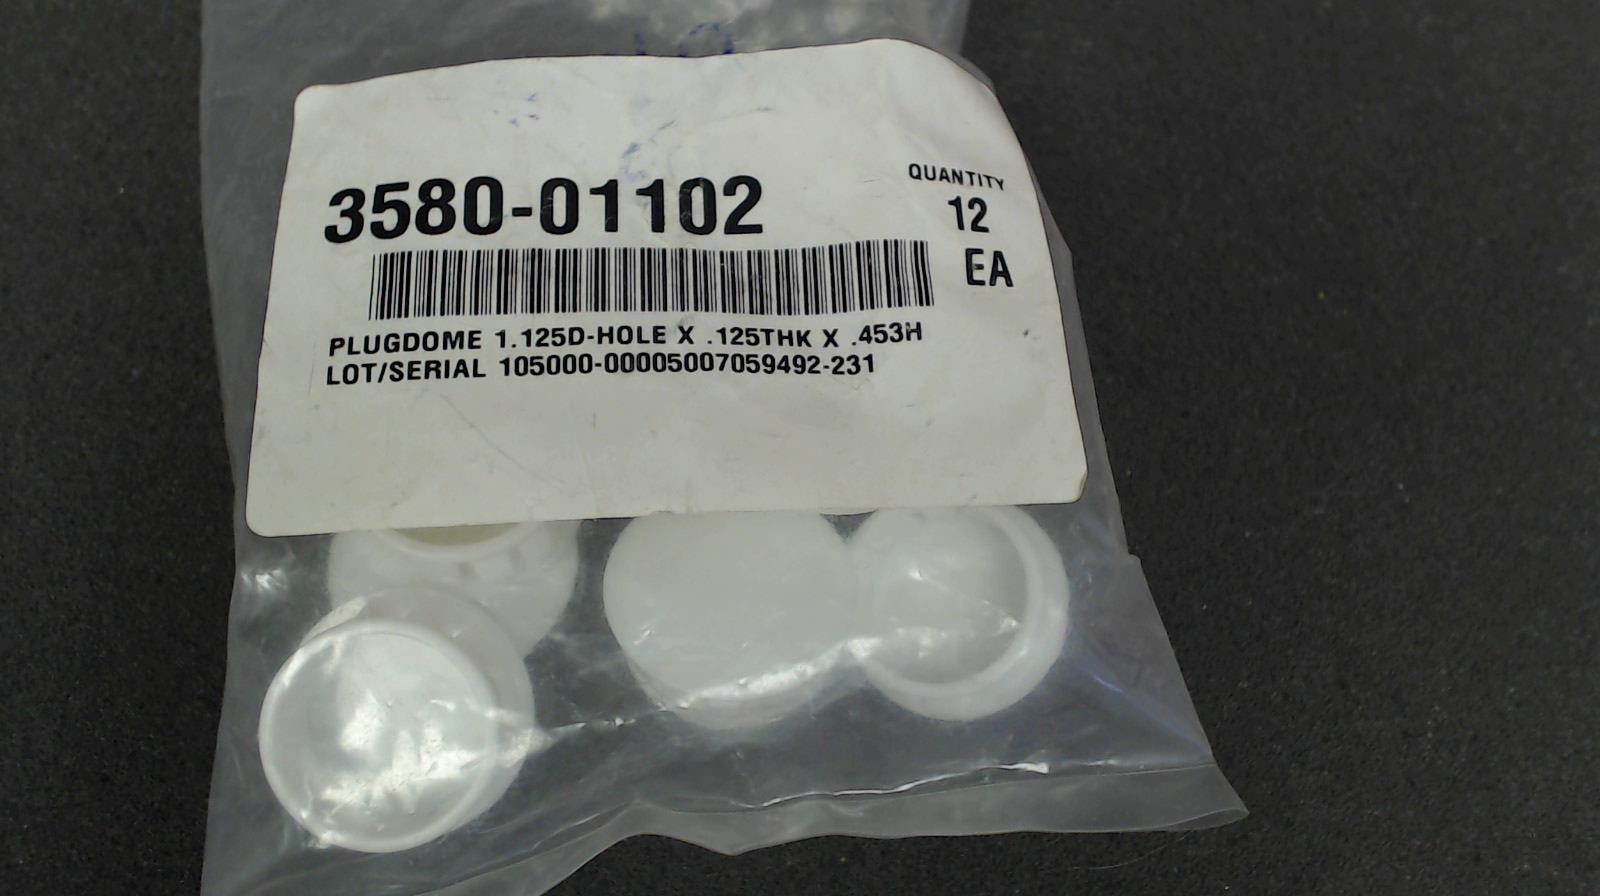 3580-01102
QUANTITY
12
EA
PLUGDOME 1.125D-HOLE X .125THK X .453H
LOT/SERIAL 105000-00005007059492-231